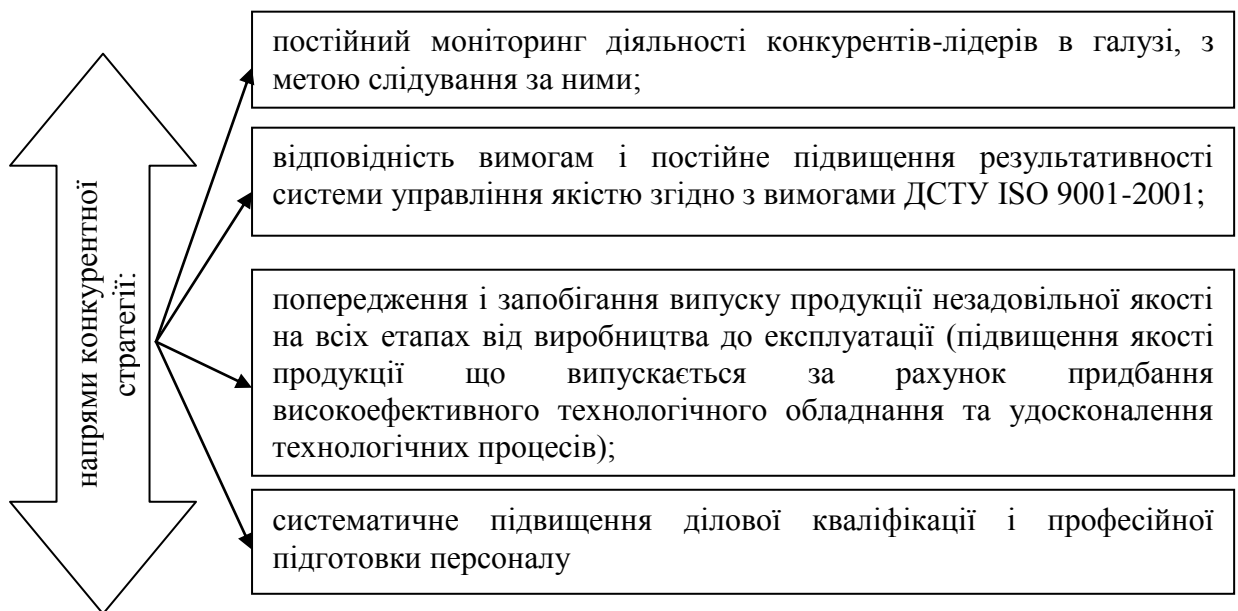 напрями конкурентної
стратегії:
постійний моніторинг діяльності конкурентів-лідерів в галузі, з
метою слідування за ними;
відповідність вимогам і постійне підвищення результативності
системи управління якістю згідно з вимогами ДСТУ ISO 9001-2001;
попередження і запобігання випуску продукції незадовільної якості
на всіх етапах від виробництва до експлуатації (підвищення якості
продукції що випускається за рахунок придбання
високоефективного технологічного обладнання та удосконалення
технологічних процесів);
систематичне підвищення ділової кваліфікації і професійної
підготовки персоналу